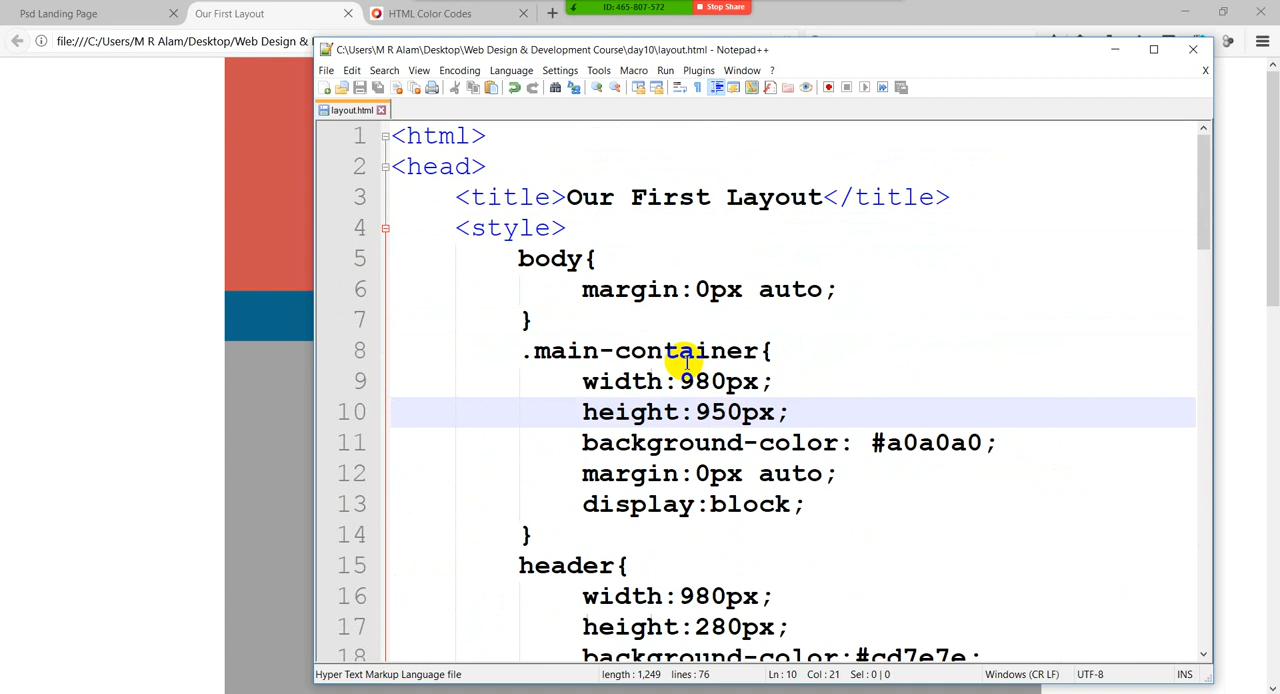 Psd Landing Page
Our First Layout
HTML Color Codes
ID: 465-807-572
Stop Share
file:///C:/Users/M R Alam/Desktop/Web Design &
C:\Users\M R Alam\Desktop\Web Design & Development Course\day10\layout.html - Notepad++
File Edit Search View Encoding Language Settings Tools Macro Run Plugins Window ? X
layout.html
1 <html>
2 <head>
3 <title>Our First Layout</title>
4 <style>
5 body{
6 margin:0px auto;
7 }
8 .main-container{
9 width:980px;
10 height:950px;
11 background-color: #a0a0a0;
12 margin:0px auto;
13 display:block;
14 }
15 header{
16 width:980px;
17 height:280px;
18 background-color:#cd7e7e;
Hyper Text Markup Language file
length : 1,249 lines : 76
Ln : 10 Col : 21 Sel : 0 | 0
Windows (CR LF)
UTF-8
INS